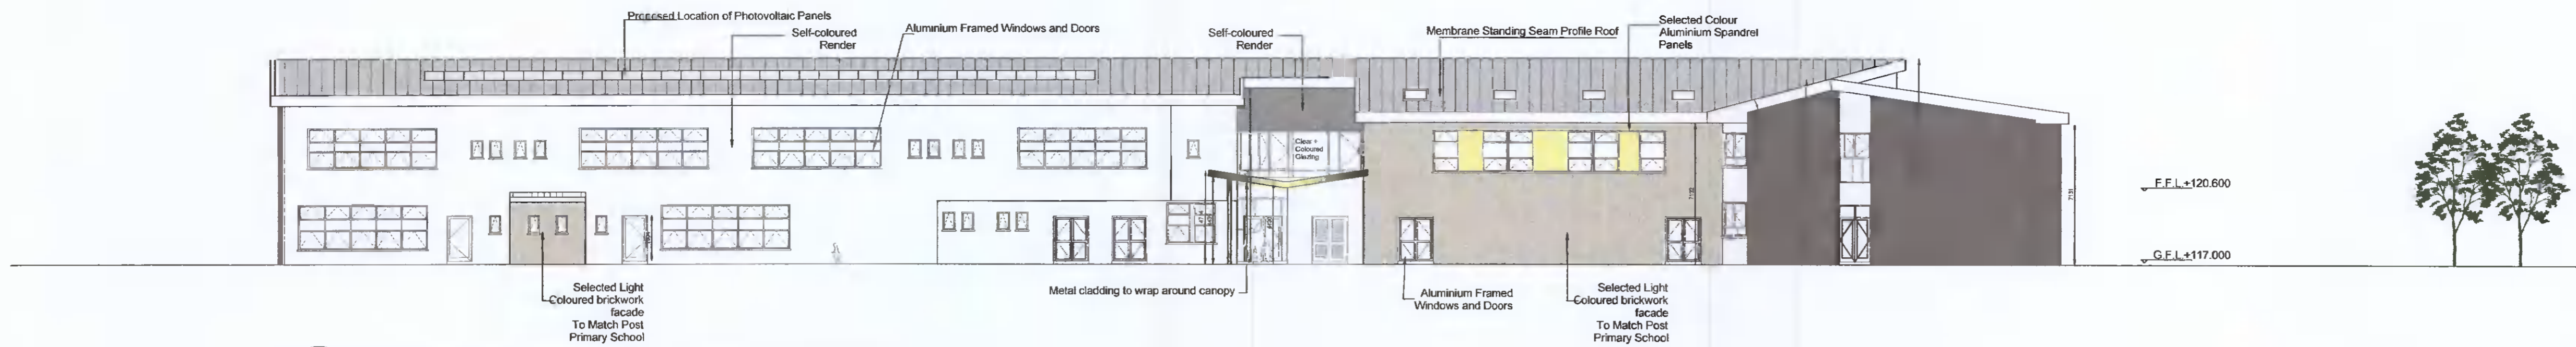 Proposed Location of Photovoltaic Panels
Self-coloured
Render
Aluminium Framed Windows and Doors
Self-coloured
Render
Membrane Standing Seam Profile Roof
Selected Colour
Aluminium Spandrel
Panels
Clear +
Coloured
Glazing
F.F.L.+120.600
G.F.L.+117.000
Selected Light
Coloured brickwork
facade
To Match Post
Primary School
Metal cladding to wrap around canopy
Aluminium Framed
Windows and Doors
Selected Light
Coloured brickwork
facade
To Match Post
Primary School